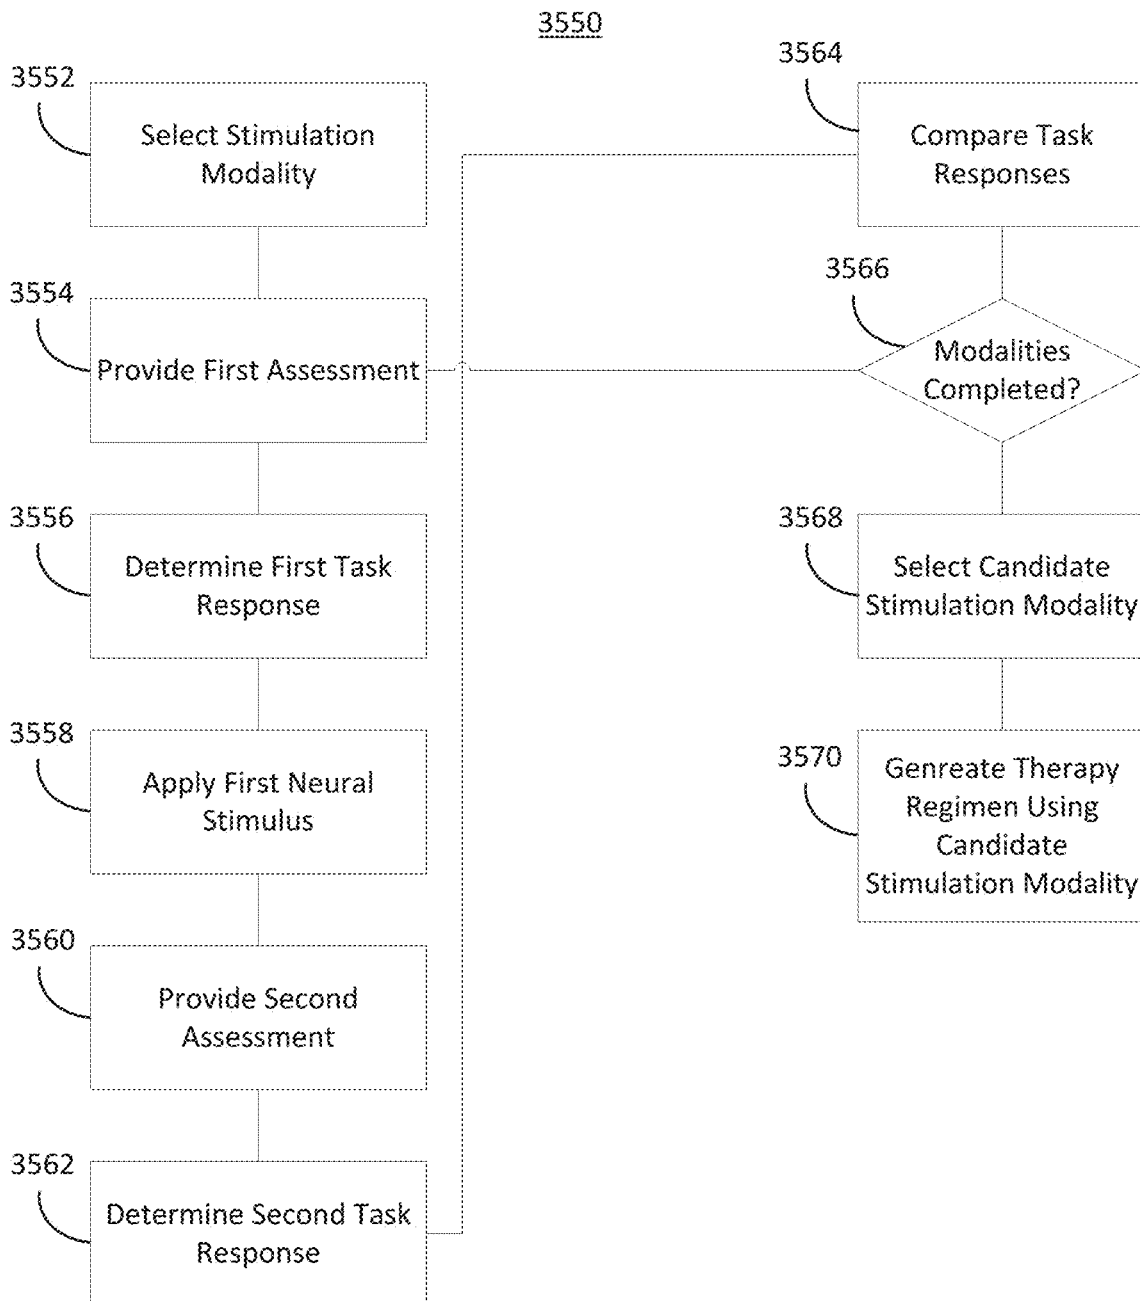 3550
3552
Select Stimulation
Modality
3554
Provide First Assessment
3556
Determine First Task
Response
3558
Apply First Neural
Stimulus
3560
Provide Second
Assessment
3562
Determine Second Task
Response
3564
Compare Task
Responses
3566
Modalities
Completed?
3568
Select Candidate
Stimulation Modality
3570
Genreate Therapy
Regimen Using
Candidate
Stimulation Modality